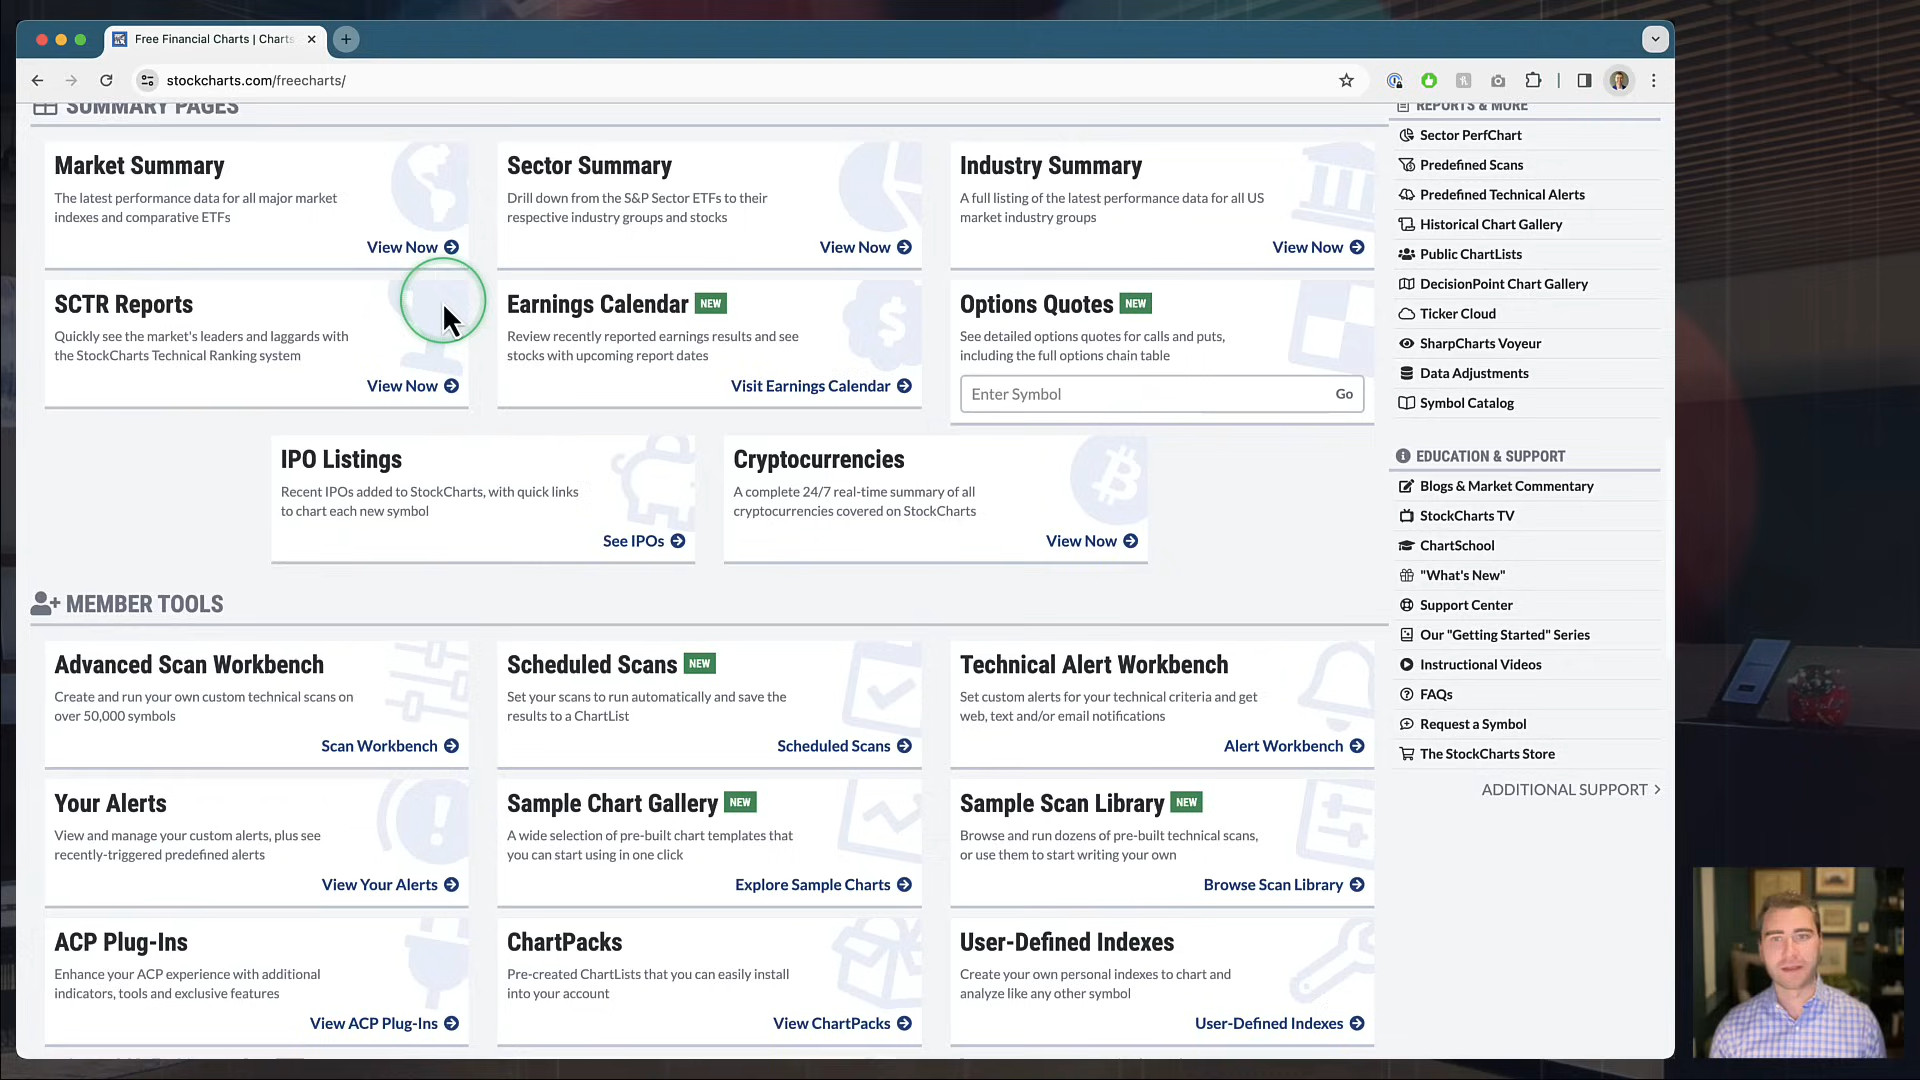 Free Financial Charts | Charts
stockcharts.com/freecharts/
SUMMARY PAGES
Market Summary
The latest performance data for all major market
indexes and comparative ETFs
View Now
Sector Summary
Drill down from the S&P Sector ETFs to their
respective industry groups and stocks
View Now
Industry Summary
A full listing of the latest performance data for all US
market industry groups
View Now
SCTR Reports
Quickly see the market's leaders and laggards with
the StockCharts Technical Ranking system
View Now
Earnings Calendar NEW
Review recently reported earnings results and see
stocks with upcoming report dates
Visit Earnings Calendar
Options Quotes NEW
See detailed options quotes for calls and puts,
including the full options chain table
Enter Symbol Go
IPO Listings
Recent IPOs added to StockCharts, with quick links
to chart each new symbol
See IPOs
Cryptocurrencies
A complete 24/7 real-time summary of all
cryptocurrencies covered on StockCharts
View Now
MEMBER TOOLS
Advanced Scan Workbench
Create and run your own custom technical scans on
over 50,000 symbols
Scan Workbench
Scheduled Scans NEW
Set your scans to run automatically and save the
results to a ChartList
Scheduled Scans
Technical Alert Workbench
Set custom alerts for your technical criteria and get
web, text and/or email notifications
Alert Workbench
Your Alerts
View and manage your custom alerts, plus see
recently-triggered predefined alerts
View Your Alerts
Sample Chart Gallery NEW
A wide selection of pre-built chart templates that
you can start using in one click
Explore Sample Charts
Sample Scan Library NEW
Browse and run dozens of pre-built technical scans,
or use them to start writing your own
Browse Scan Library
ACP Plug-Ins
Enhance your ACP experience with additional
indicators, tools and exclusive features
View ACP Plug-Ins
ChartPacks
Pre-created ChartLists that you can easily install
into your account
View ChartPacks
User-Defined Indexes
Create your own personal indexes to chart and
analyze like any other symbol
User-Defined Indexes
REPORTS & MORE
Sector PerfChart
Predefined Scans
Predefined Technical Alerts
Historical Chart Gallery
Public ChartLists
DecisionPoint Chart Gallery
Ticker Cloud
SharpCharts Voyeur
Data Adjustments
Symbol Catalog
EDUCATION & SUPPORT
Blogs & Market Commentary
StockCharts TV
ChartSchool
"What's New"
Support Center
Our "Getting Started" Series
Instructional Videos
FAQs
Request a Symbol
The StockCharts Store
ADDITIONAL SUPPORT